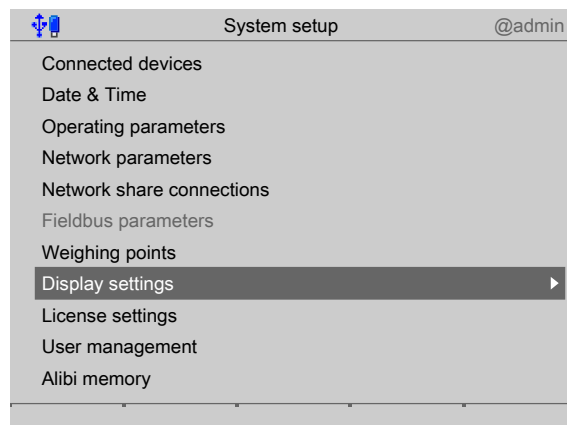 System setup @admin
Connected devices
Date & Time
Operating parameters
Network parameters
Network share connections
Fieldbus parameters
Weighing points
Display settings
License settings
User management
Alibi memory